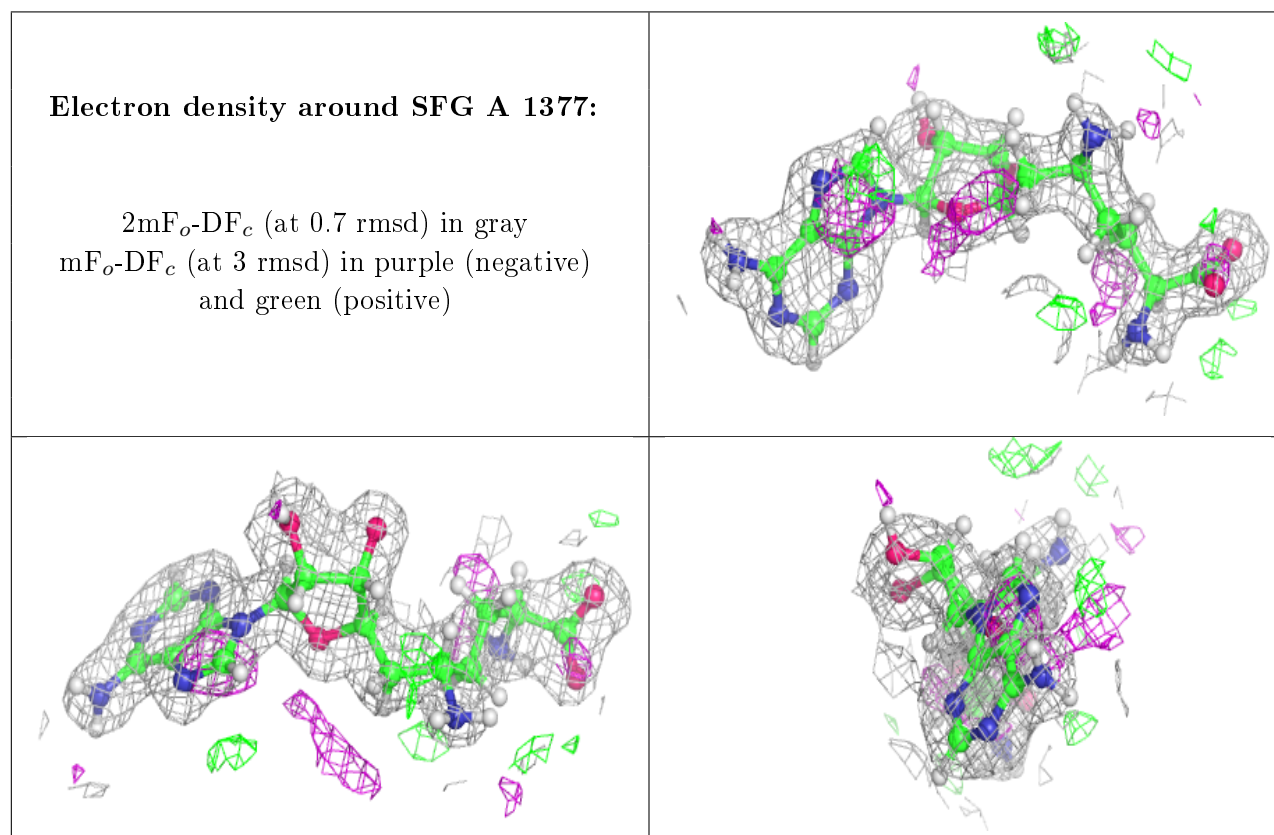 Electron density around SFG A 1377:
2mFo-DFc (at 0.7 rmsd) in gray
mFo-DFc (at 3 rmsd) in purple (negative)
and green (positive)